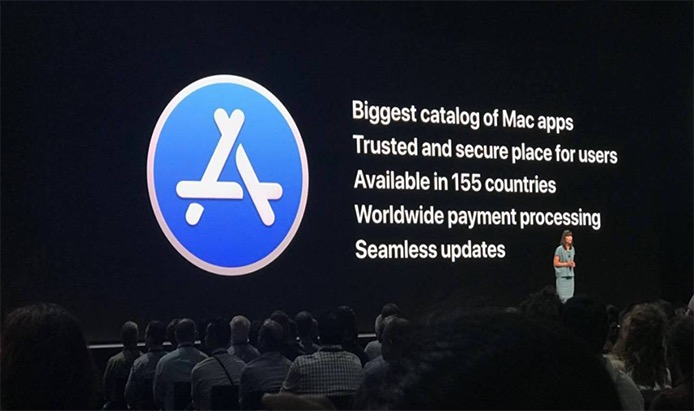 Biggest catalog of Mac apps
Trusted and secure place for users
Available in 155 countries
Worldwide payment processing
Seamless updates